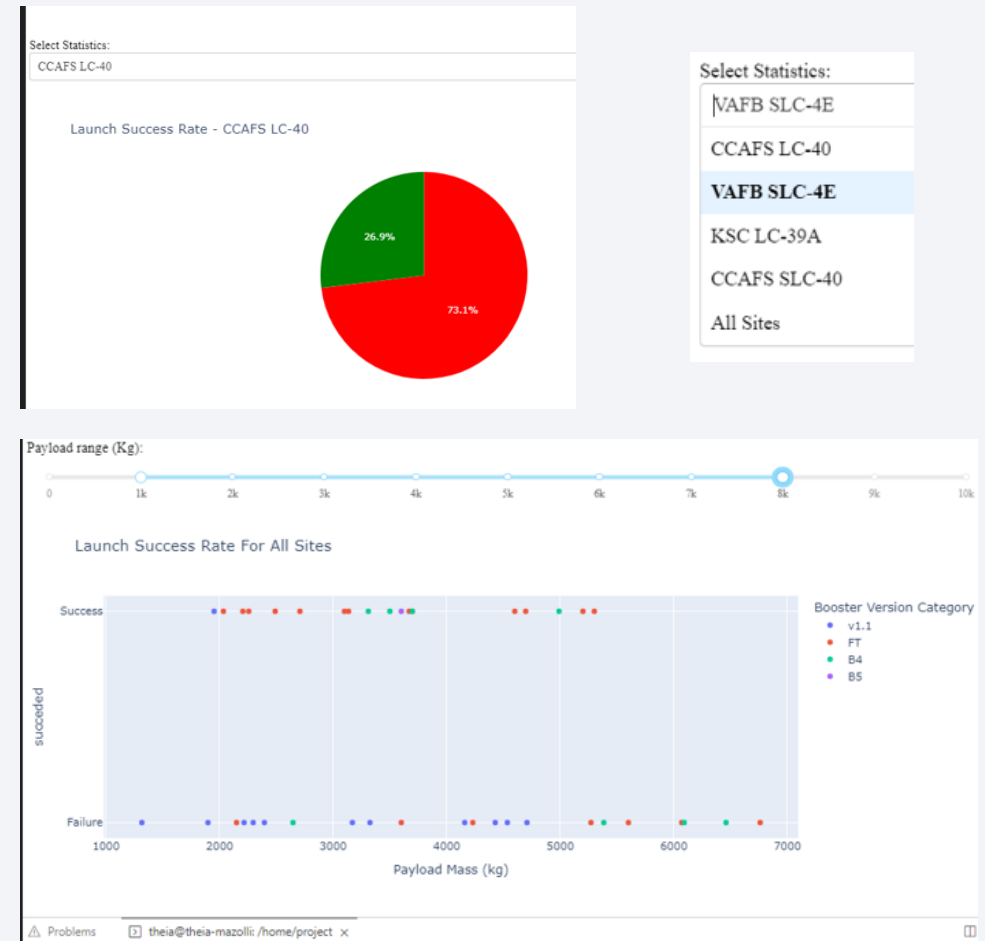 Select Statistics:
CCAFS LC-40
Launch Success Rate - CCAFS LC-40
26.9%
73.1%
Select Statistics:
VAFB SLC-4E
CCAFS LC-40
VAFB SLC-4E
KSC LC-39A
CCAFS SLC-40
All Sites
Payload range (Kg):
0 1k 2k 3k 4k 5k 6k 7k 8k 9k 10k
Launch Success Rate For All Sites
Success
Failure
succeded
1000 2000 3000 4000 5000 6000 7000
Payload Mass (kg)
Booster Version Category
v1.1
FT
B4
B5
Problems theia@theia-mazolli: /home/project ×